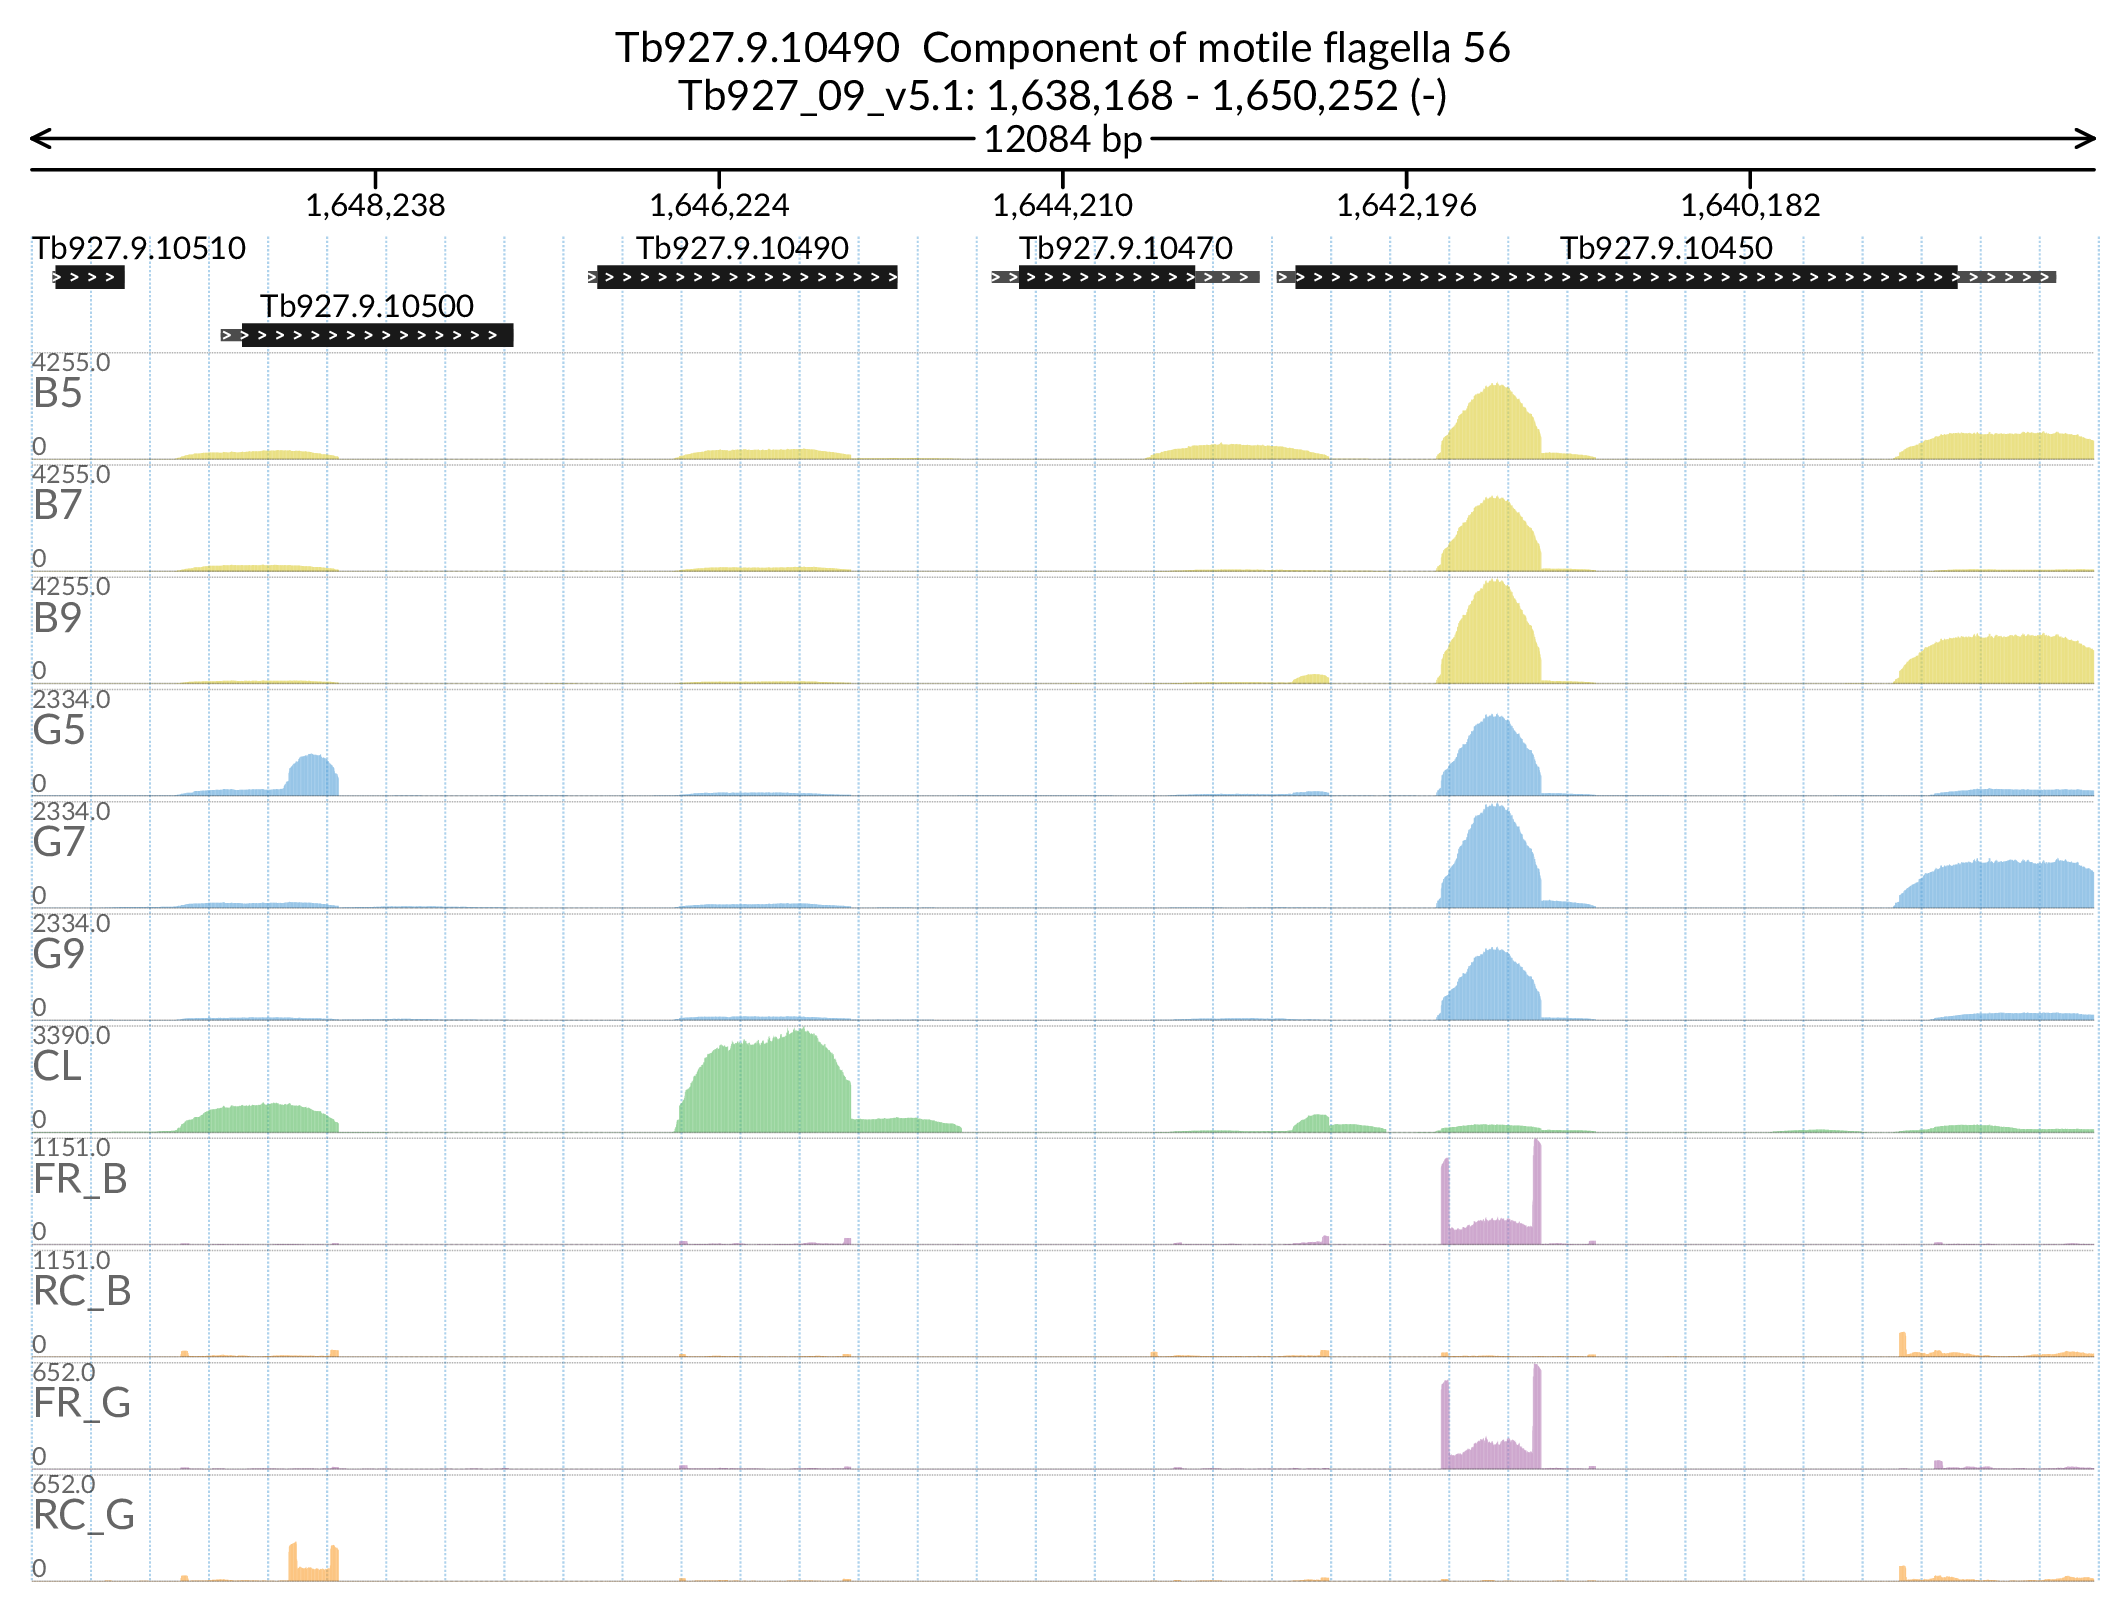 Tb927.9.10490  Component of motile flagella 56
Tb927_09_v5.1: 1,638,168 - 1,650,252 (-)
12084 bp
1,648,238 1,646,224 1,644,210 1,642,196 1,640,182
Tb927.9.10510 Tb927.9.10490 Tb927.9.10470 Tb927.9.10450
Tb927.9.10500
4255.0
B5
0
4255.0
B7
0
4255.0
B9
0
2334.0
G5
0
2334.0
G7
0
2334.0
G9
0
3390.0
CL
0
1151.0
FR_B
0
1151.0
RC_B
0
652.0
FR_G
0
652.0
RC_G
0